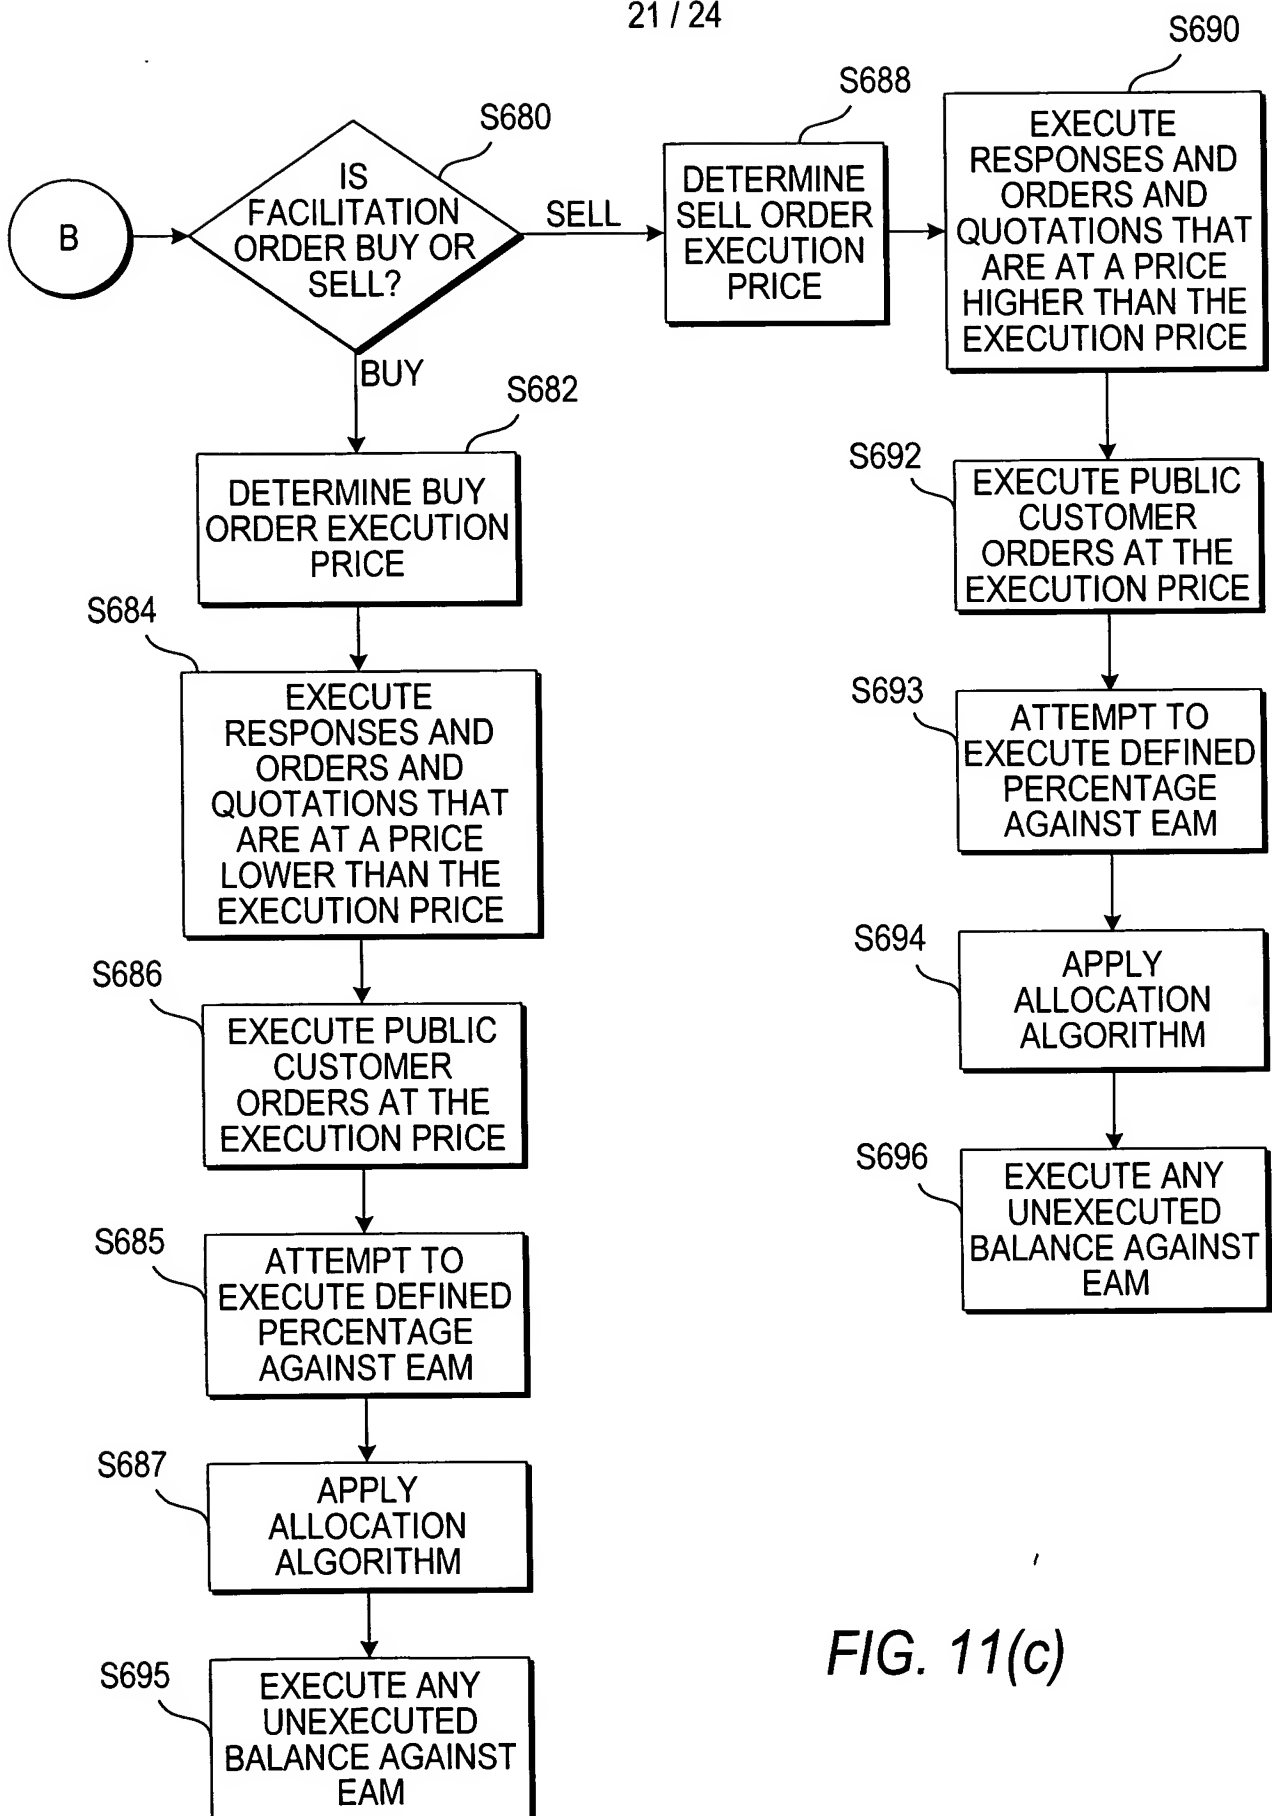 21 / 24
B
S680
IS
FACILITATION
ORDER BUY OR
SELL?
SELL
BUY
S688
DETERMINE
SELL ORDER
EXECUTION
PRICE
S690
EXECUTE
RESPONSES AND
ORDERS AND
QUOTATIONS THAT
ARE AT A PRICE
HIGHER THAN THE
EXECUTION PRICE
S682
DETERMINE BUY
ORDER EXECUTION
PRICE
S692
EXECUTE PUBLIC
CUSTOMER
ORDERS AT THE
EXECUTION PRICE
S684
EXECUTE
RESPONSES AND
ORDERS AND
QUOTATIONS THAT
ARE AT A PRICE
LOWER THAN THE
EXECUTION PRICE
S693
ATTEMPT TO
EXECUTE DEFINED
PERCENTAGE
AGAINST EAM
S694
APPLY
ALLOCATION
ALGORITHM
S686
EXECUTE PUBLIC
CUSTOMER
ORDERS AT THE
EXECUTION PRICE
S696
EXECUTE ANY
UNEXECUTED
BALANCE AGAINST
EAM
S685
ATTEMPT TO
EXECUTE DEFINED
PERCENTAGE
AGAINST EAM
S687
APPLY
ALLOCATION
ALGORITHM
S695
EXECUTE ANY
UNEXECUTED
BALANCE AGAINST
EAM
FIG. 11(c)